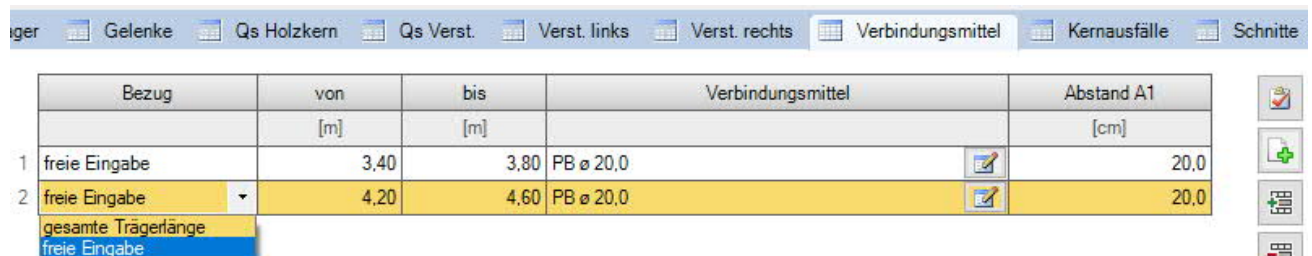 Gelenke Qs Holzkern Qs Verst. Verst. links Verst. rechts Verbindungsmittel Kernausfälle Schnitte
Bezug von bis Verbindungsmittel Abstand A1
[m] [m] [cm]
1 freie Eingabe 3,40 3,80 PB ø 20,0 20,0
2 freie Eingabe 4,20 4,60 PB ø 20,0 20,0
gesamte Trägerlänge
freie Eingabe